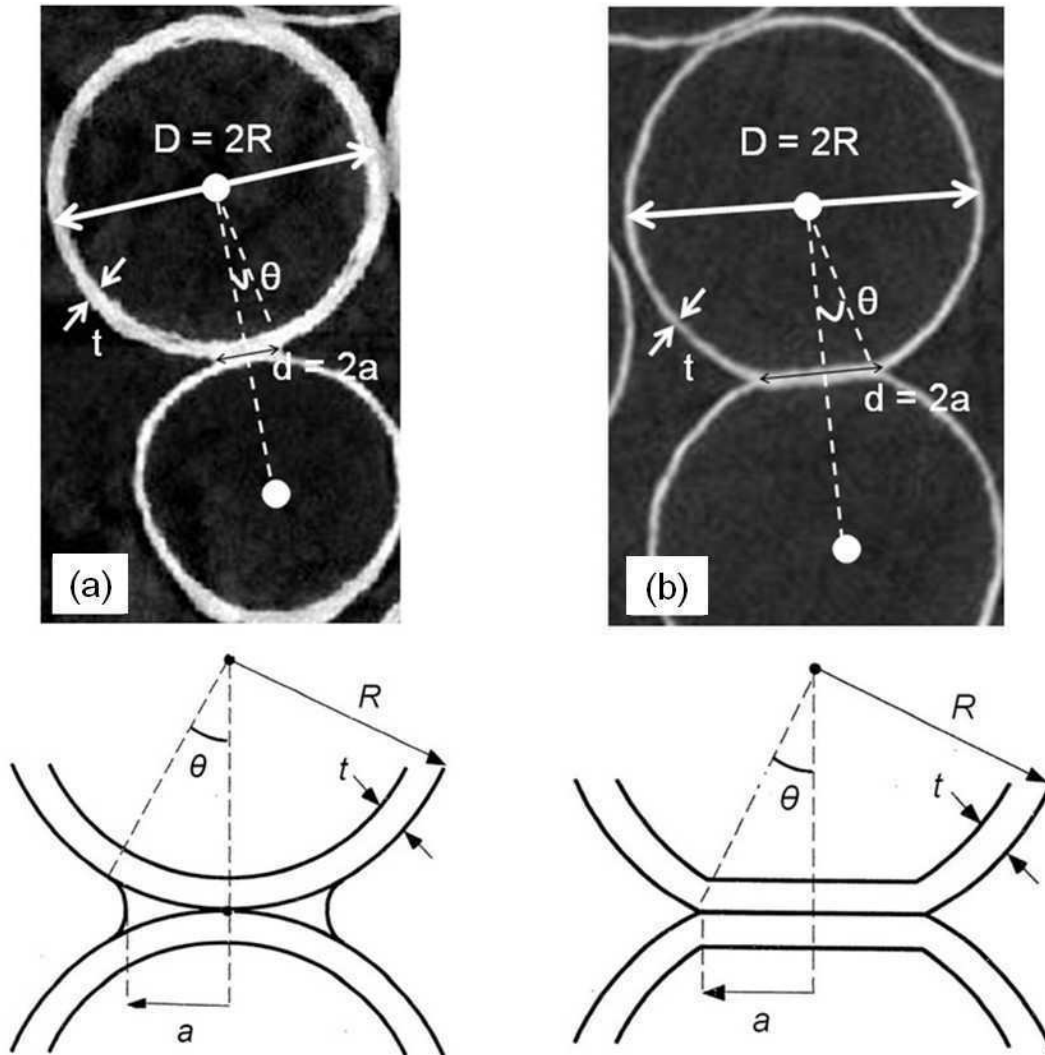 D = 2R
θ
t
d = 2a
(a)
D = 2R
θ
t
d = 2a
(b)
R
θ
t
a
R
θ
t
a